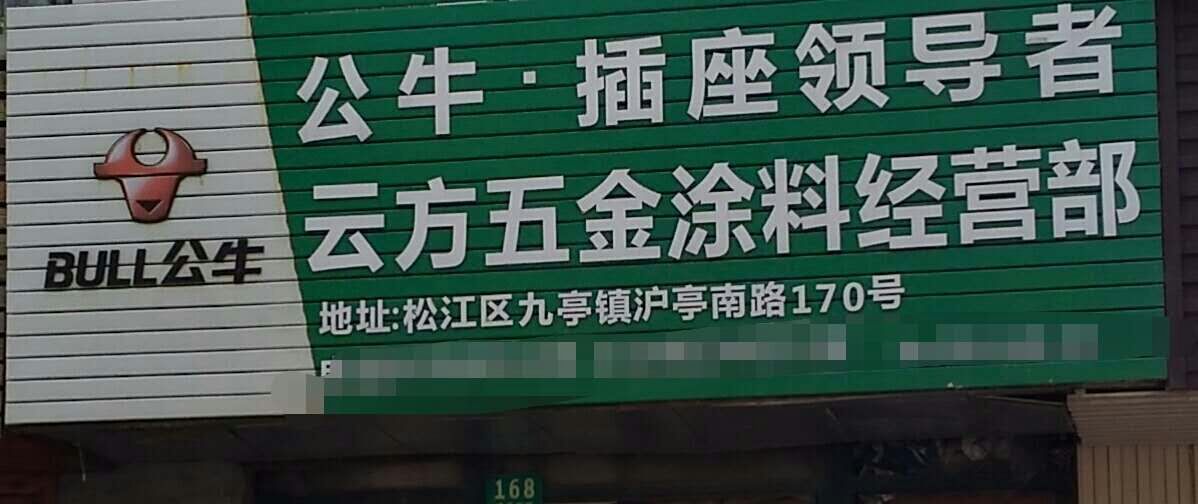 公牛·插座领导者
BULL公牛
云方五金涂料经营部
地址:松江区九亭镇沪亭南路170号
168